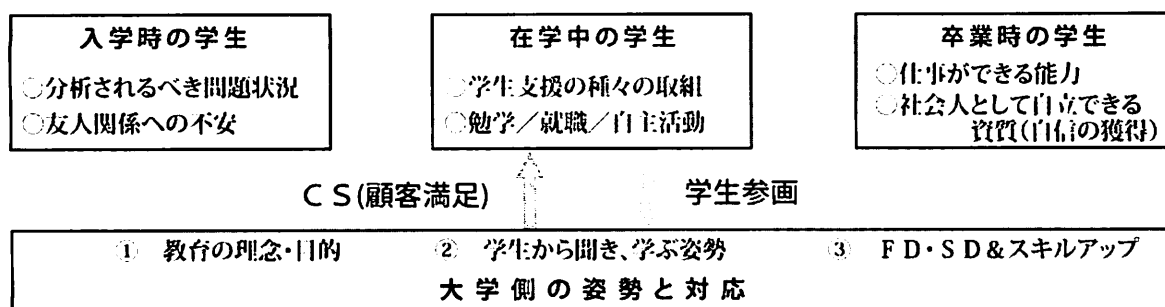 入学時の学生
○分析されるべき問題状況
○友人関係への不安
在学中の学生
○学生支援の種々の取組
○勉学／就職／自主活動
卒業時の学生
○仕事ができる能力
○社会人として自立できる
資質(自信の獲得)
ＣＳ(顧客満足)
学生参画
① 教育の理念・目的 ② 学生から聞き、学ぶ姿勢 ③ ＦＤ・ＳＤ＆スキルアップ
大学側の姿勢と対応